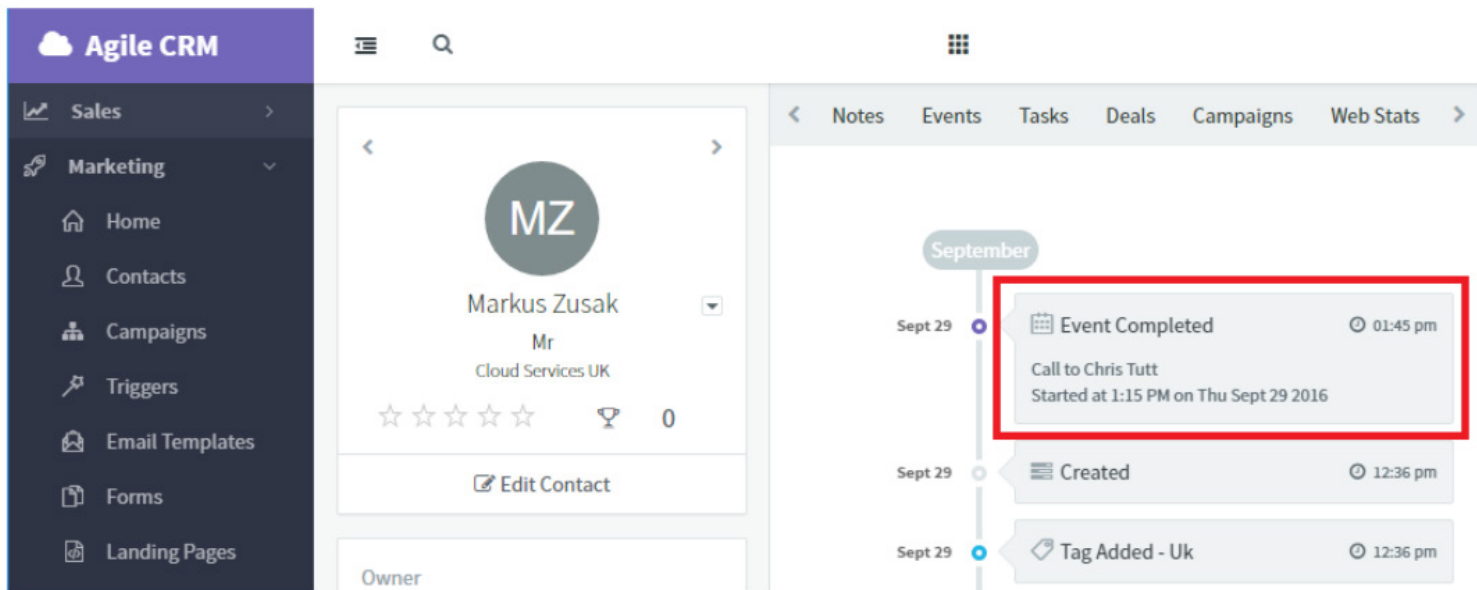 Agile CRM
Sales
Marketing
Home
Contacts
Campaigns
Triggers
Email Templates
Forms
Landing Pages
MZ
Markus Zusak
Mr
Cloud Services UK
0
Edit Contact
Owner
Notes Events Tasks Deals Campaigns Web Stats
September
Sept 29 Event Completed 01:45 pm
Call to Chris Tutt
Started at 1:15 PM on Thu Sept 29 2016
Sept 29 Created 12:36 pm
Sept 29 Tag Added - Uk 12:36 pm